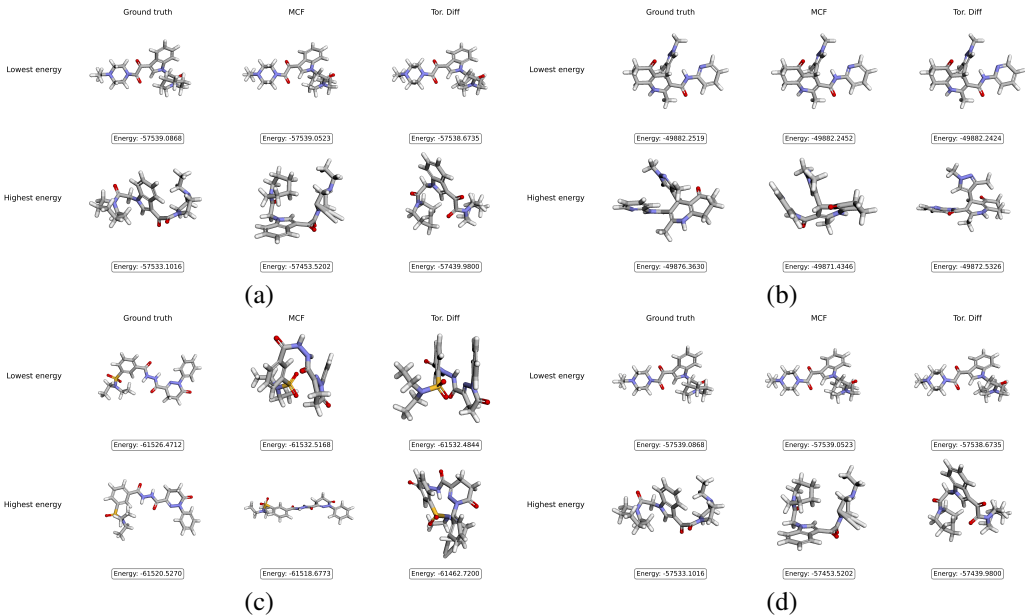 Ground truth MCF Tor. Diff
Lowest energy
Energy: -57539.0868 Energy: -57539.0523 Energy: -57538.6735
Highest energy
Energy: -57533.1016 Energy: -57453.5202 Energy: -57439.9800
(a)
Ground truth MCF Tor. Diff
Lowest energy
Energy: -49882.2519 Energy: -49882.2452 Energy: -49882.2424
Highest energy
Energy: -49876.3630 Energy: -49871.4346 Energy: -49872.5326
(b)
Ground truth MCF Tor. Diff
Lowest energy
Energy: -61526.4712 Energy: -61532.5168 Energy: -61532.4844
Highest energy
Energy: -61520.5270 Energy: -61518.6773 Energy: -61462.7200
(c)
Ground truth MCF Tor. Diff
Lowest energy
Energy: -57539.0868 Energy: -57539.0523 Energy: -57538.6735
Highest energy
Energy: -57533.1016 Energy: -57453.5202 Energy: -57439.9800
(d)